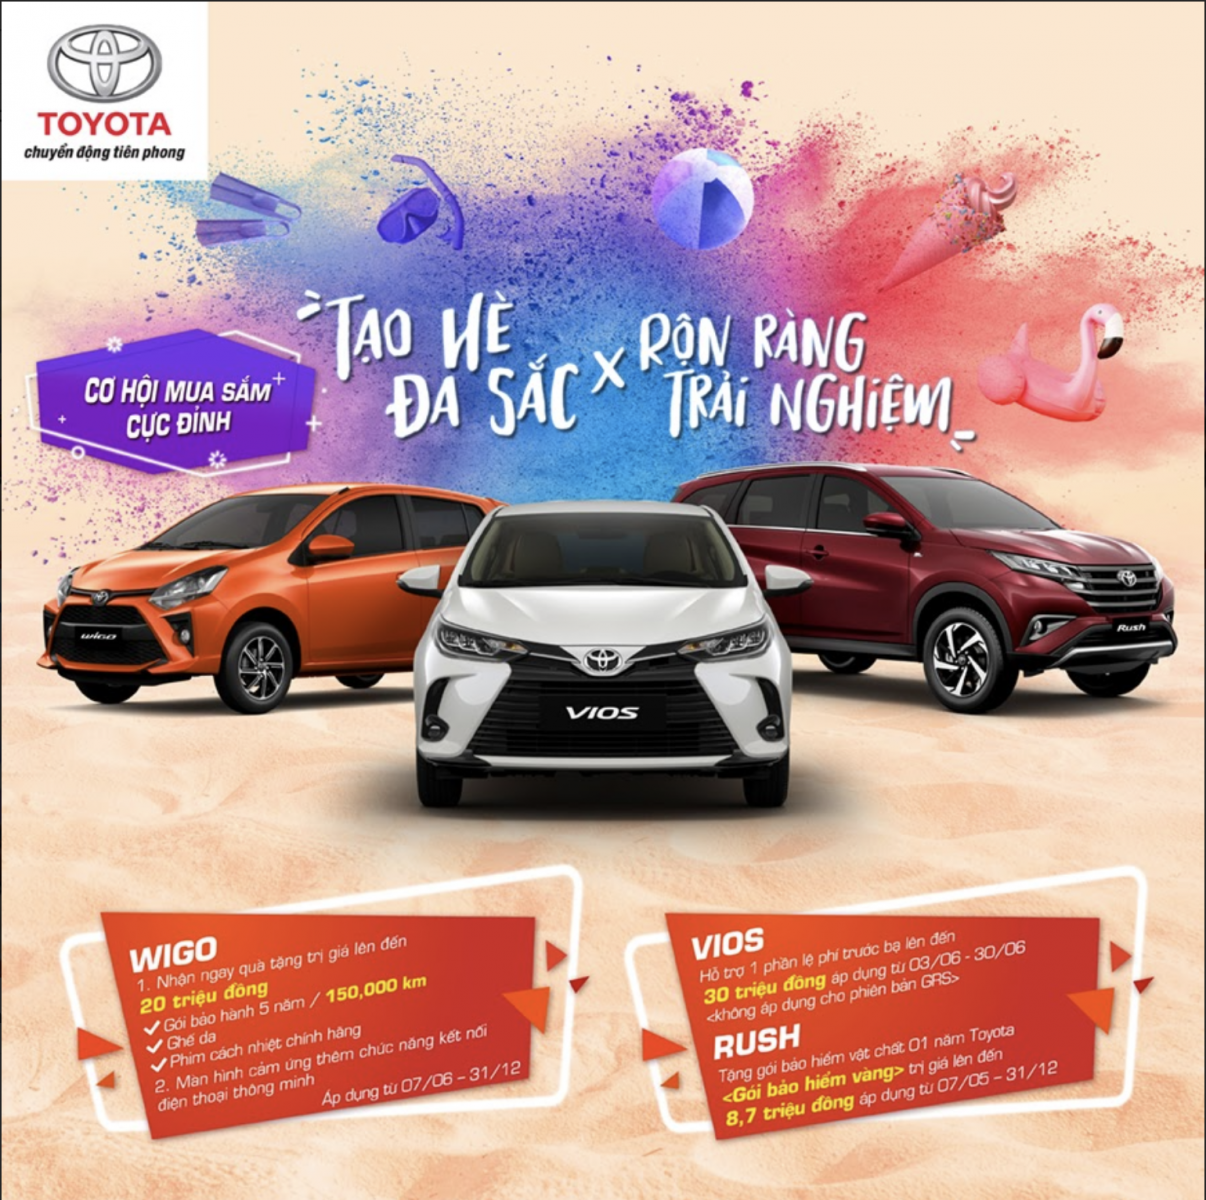 TOYOTA
chuyển động tiên phong
TẠO HÈ
ĐA SẮC
X
RỘN RÀNG
TRẢI NGHIỆM
CƠ HỘI MUA SẮM
CỰC ĐỈNH
WIGO
VIOS
Rush
WIGO
1. Nhận ngay quà tặng trị giá lên đến
20 triệu đồng
Gói bảo hành 5 năm / 150,000 km
Ghế da
Phim cách nhiệt chính hãng
2. Màn hình cảm ứng thêm chức năng kết nối
điện thoại thông minh
Áp dụng từ 07/06 – 31/12
VIOS
Hỗ trợ 1 phần lệ phí trước bạ lên đến
30 triệu đồng áp dụng từ 03/06 - 30/06
<không áp dụng cho phiên bản GRS>
RUSH
Tặng gói bảo hiểm vật chất 01 năm Toyota
<Gói bảo hiểm vàng> trị giá lên đến
8,7 triệu đồng áp dụng từ 07/05 – 31/12